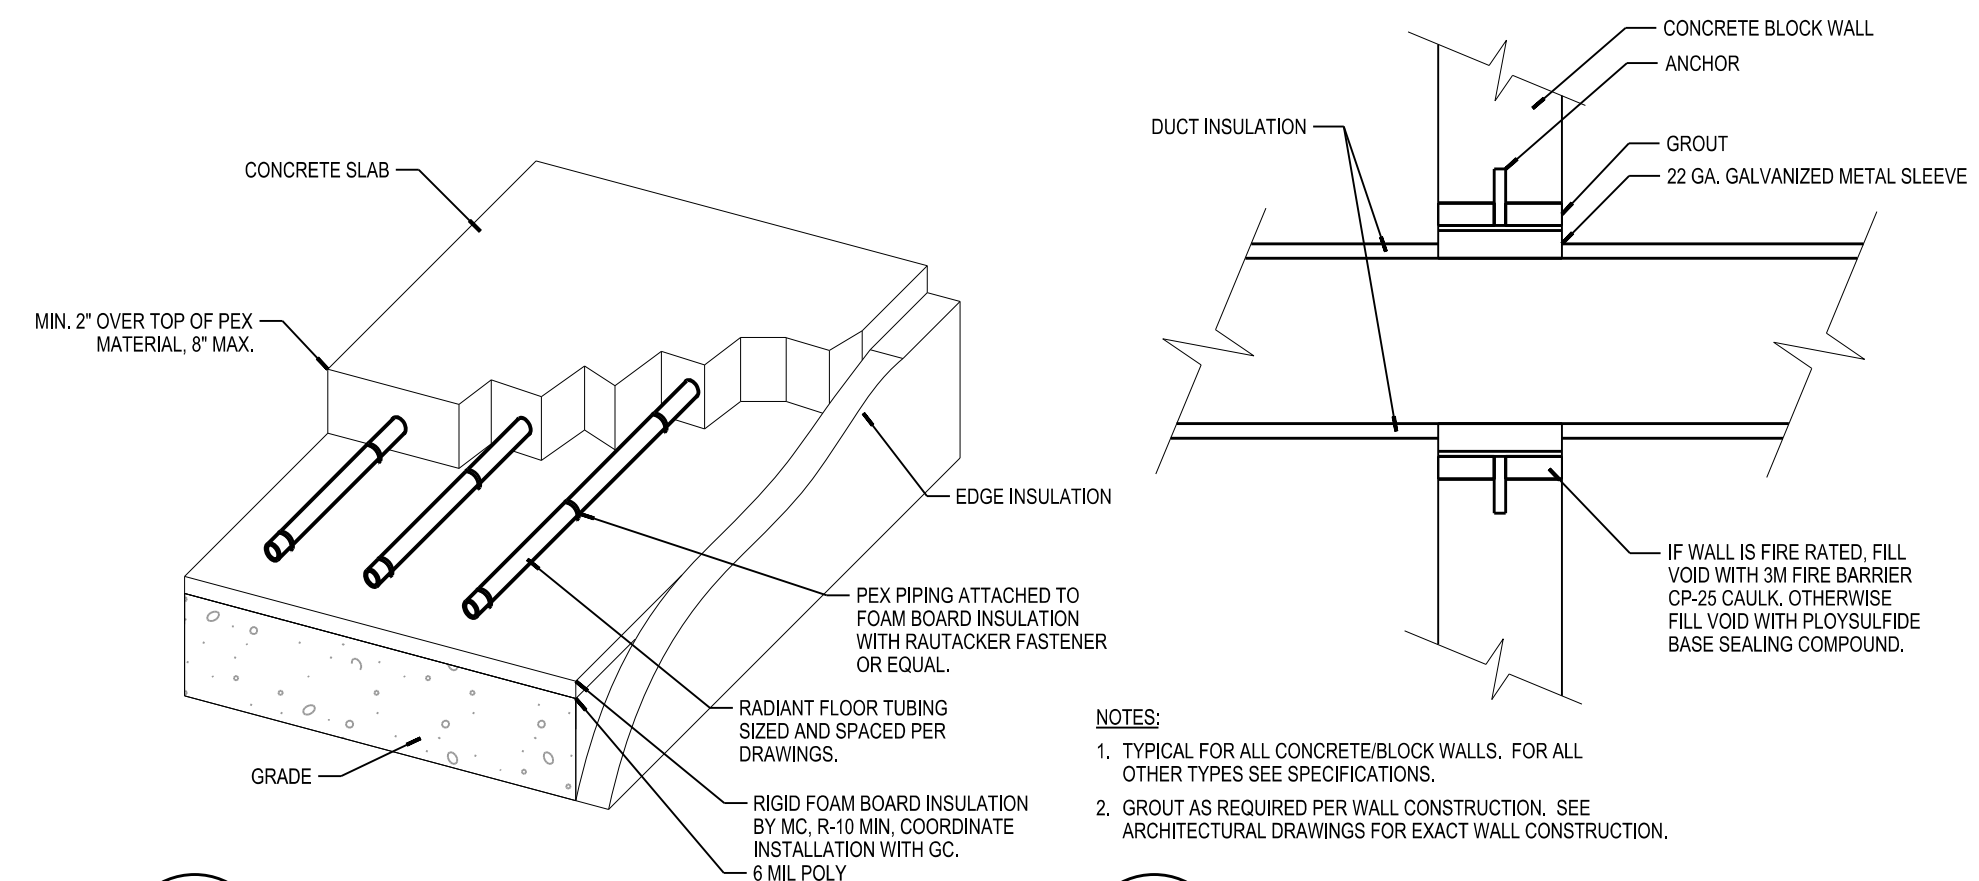 CONCRETE SLAB
MIN. 2" OVER TOP OF PEX
MATERIAL, 8" MAX.
EDGE INSULATION
PEX PIPING ATTACHED TO
FOAM BOARD INSULATION
WITH RAUTACKER FASTENER
OR EQUAL.
RADIANT FLOOR TUBING
SIZED AND SPACED PER
DRAWINGS.
GRADE
RIGID FOAM BOARD INSULATION
BY MC, R-10 MIN, COORDINATE
INSTALLATION WITH GC.
6 MIL POLY
CONCRETE BLOCK WALL
ANCHOR
DUCT INSULATION
GROUT
22 GA. GALVANIZED METAL SLEEVE
IF WALL IS FIRE RATED, FILL
VOID WITH 3M FIRE BARRIER
CP-25 CAULK. OTHERWISE
FILL VOID WITH PLOYSULFIDE
BASE SEALING COMPOUND.
NOTES:
1. TYPICAL FOR ALL CONCRETE/BLOCK WALLS. FOR ALL
OTHER TYPES SEE SPECIFICATIONS.
2. GROUT AS REQUIRED PER WALL CONSTRUCTION. SEE
ARCHITECTURAL DRAWINGS FOR EXACT WALL CONSTRUCTION.